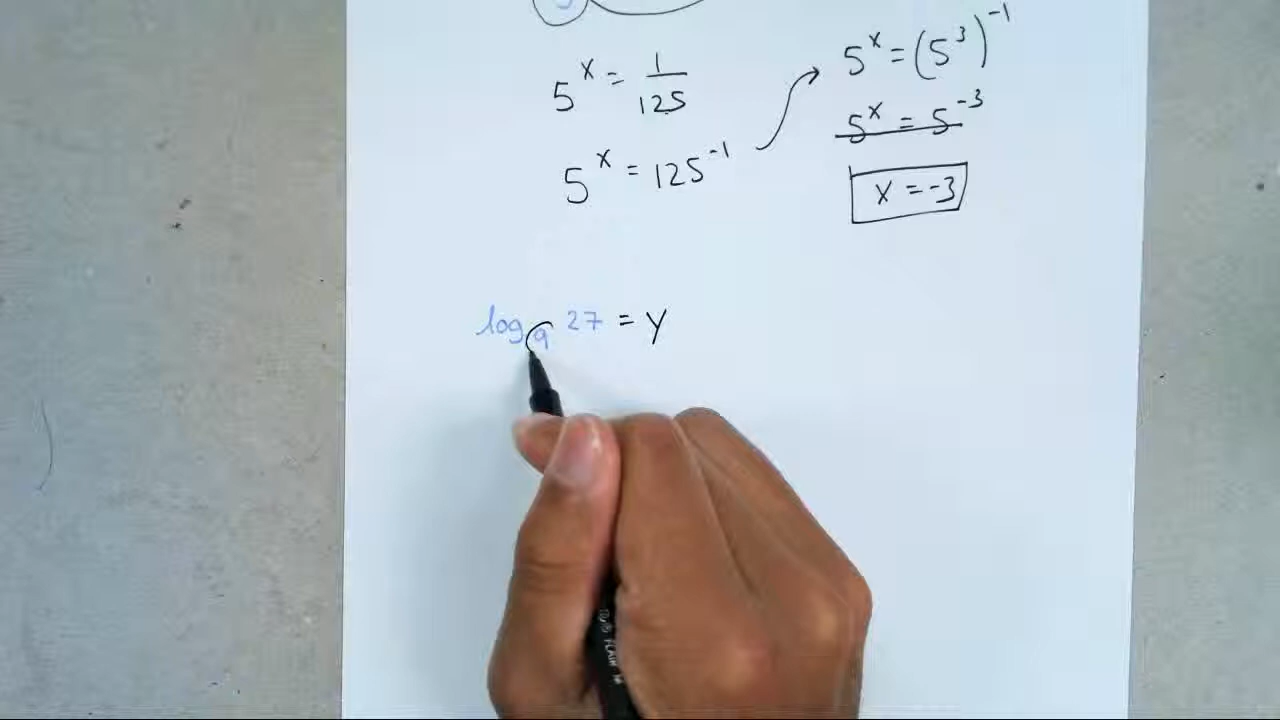 5^x = 1/125
5^x = 125^-1
5^x = (5^3)^-1
5^x = 5^-3
x = -3
log_9 27 = y